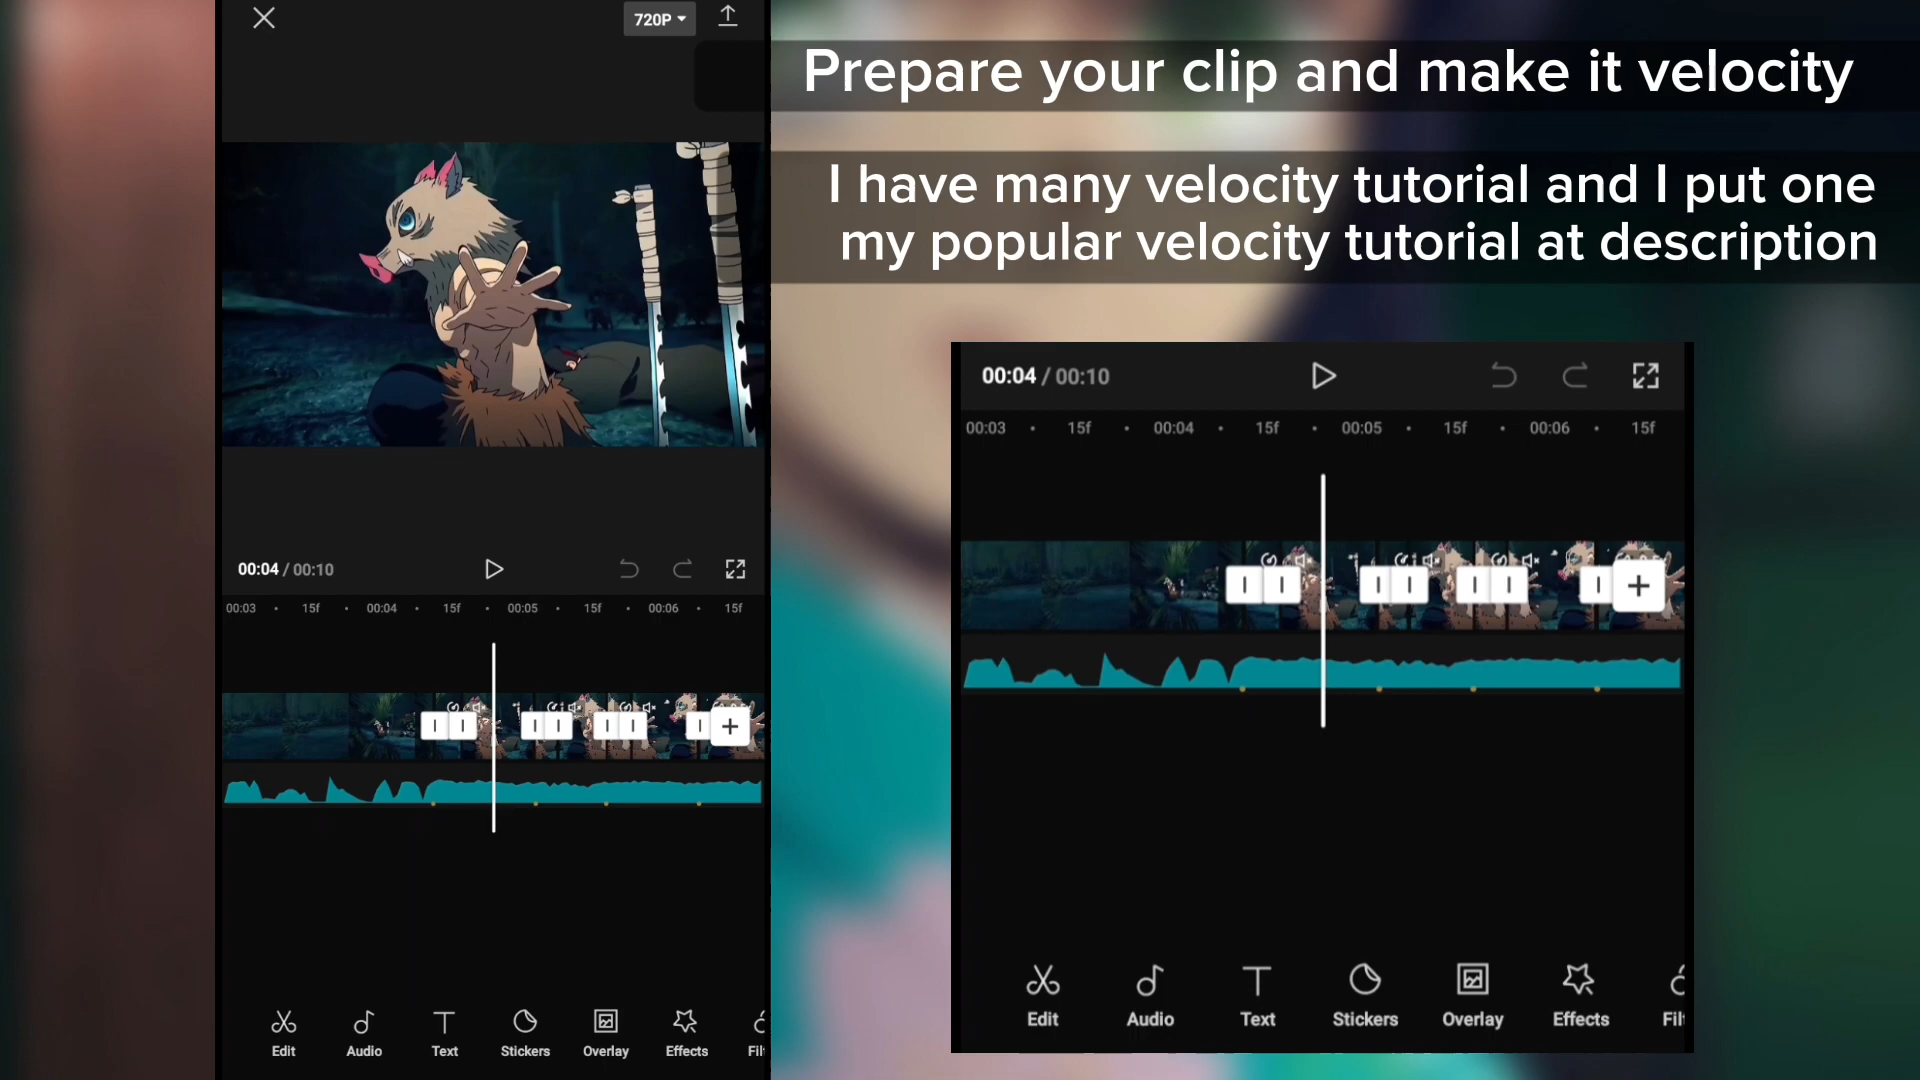 720P
Prepare your clip and make it velocity
I have many velocity tutorial and I put one
my popular velocity tutorial at description
00:04 / 00:10
00:03 15f 00:04 15f 00:05 15f 00:06 15f
Edit Audio Text Stickers Overlay Effects Fil
00:04 / 00:10
00:03 15f 00:04 15f 00:05 15f 00:06 15f
Edit Audio Text Stickers Overlay Effects Filt